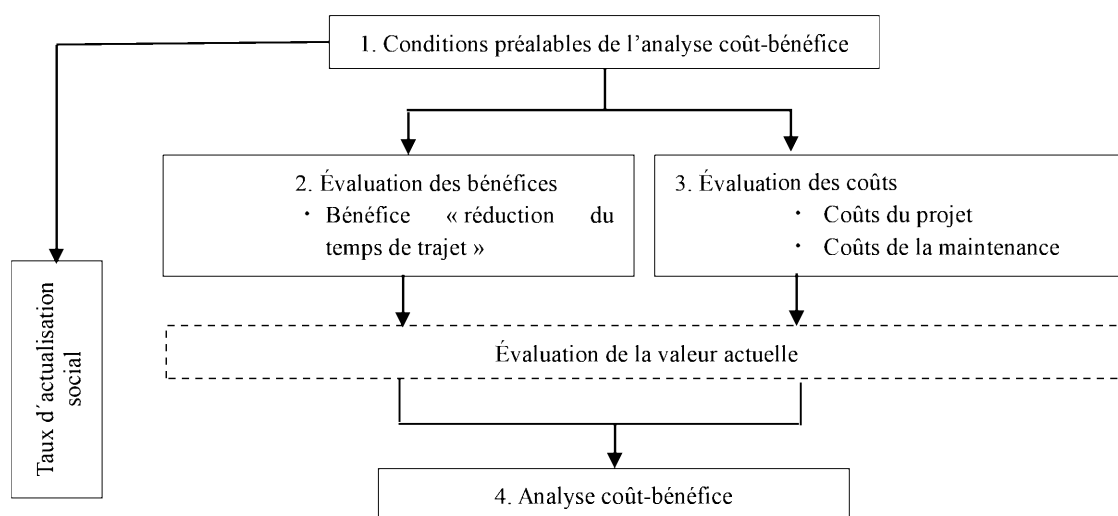 1. Conditions préalables de l’analyse coût-bénéfice
2. Évaluation des bénéfices
・ Bénéfice « réduction du
temps de trajet »
3. Évaluation des coûts
・ Coûts du projet
・ Coûts de la maintenance
Taux d´actualisation
social
Évaluation de la valeur actuelle
4. Analyse coût-bénéfice